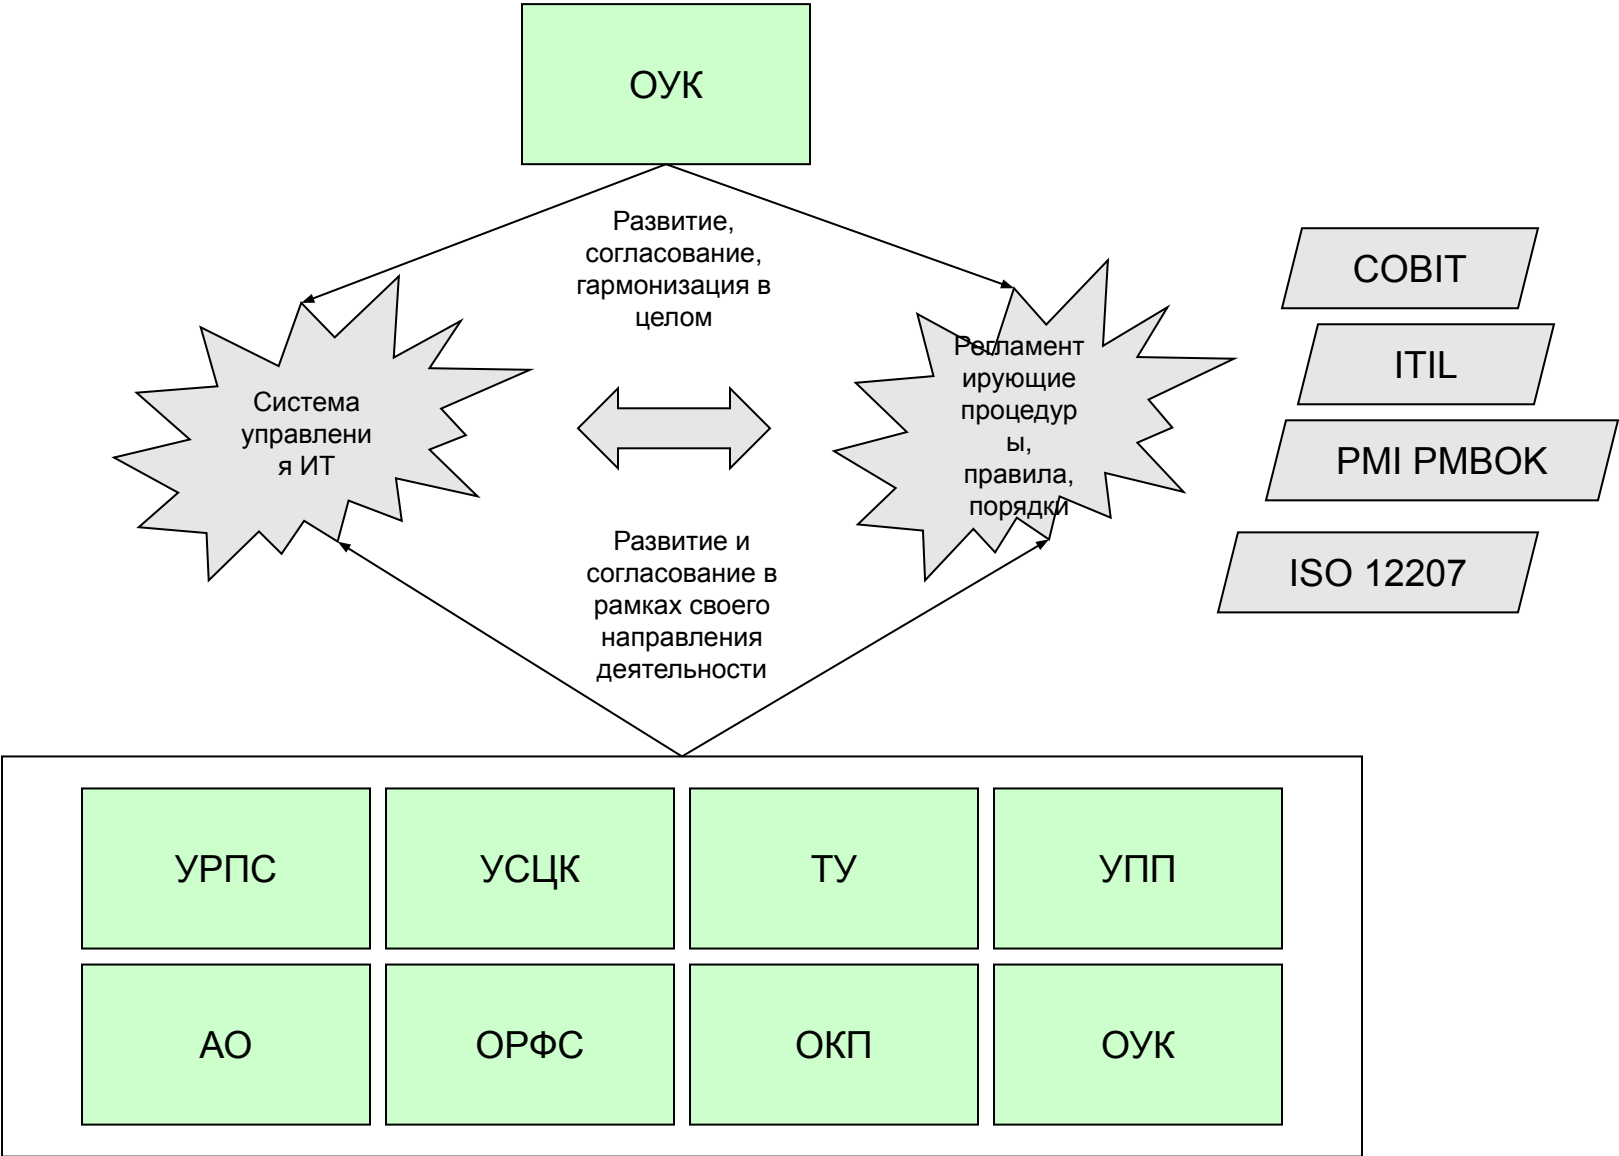 ОУК
Развитие,
согласование,
гармонизация в
целом
COBIT
ITIL
PMI PMBOK
ISO 12207
Система
управлени
я ИТ
Регламент
ирующие
процедур
ы,
правила,
порядки
Развитие и
согласование в
рамках своего
направления
деятельности
УРПС
УСЦК
ТУ
УПП
АО
ОРФС
ОКП
ОУК